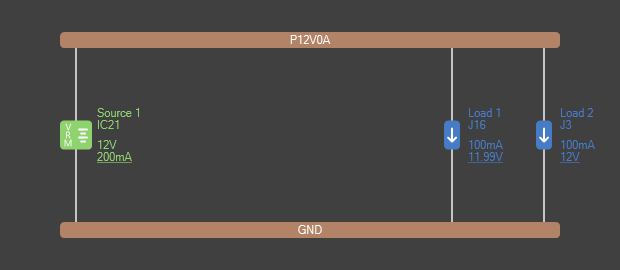 P12V0A
Source 1
IC21
12V
200mA
VRM
Load 1
J16
100mA
11.99V
Load 2
J3
100mA
12V
GND